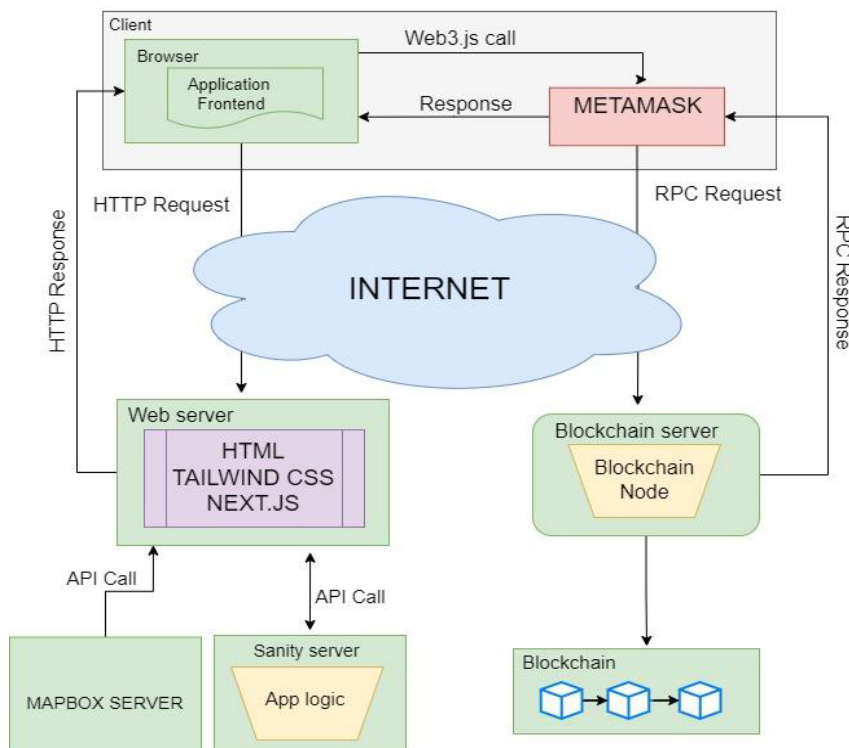 Client
Browser
Application
Frontend
Web3.js call
Response
METAMASK
HTTP Request
RPC Request
HTTP Response
RPC Response
INTERNET
Web server
HTML
TAILWIND CSS
NEXT.JS
Blockchain server
Blockchain
Node
API Call
API Call
MAPBOX SERVER
Sanity server
App logic
Blockchain